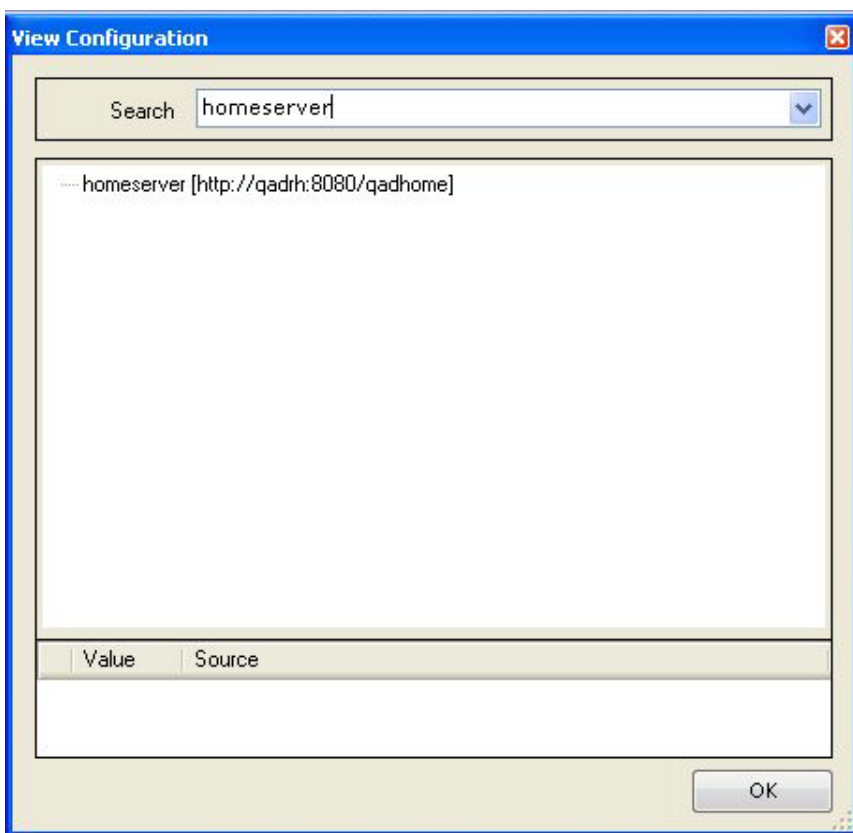 View Configuration
Search homeserver
homeserver [http://qadrh:8080/qadhome]
Value Source
OK